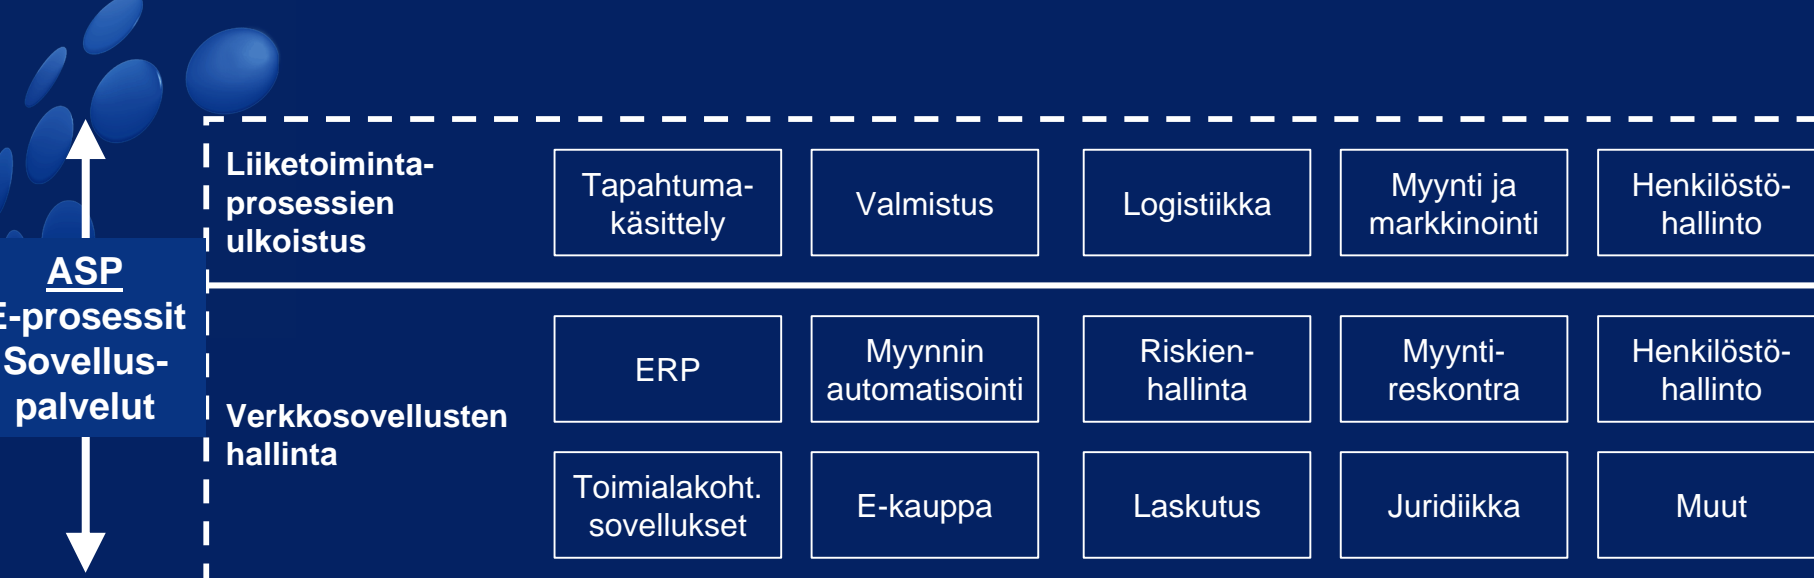 Liiketoiminta-
prosessien
ulkoistus
Tapahtuma-
käsittely
Valmistus
Logistiikka
Myynti ja
markkinointi
Henkilöstö-
hallinto
ASP
E-prosessit
Sovellus-
palvelut
Verkkosovellusten
hallinta
ERP
Myynnin
automatisointi
Riskien-
hallinta
Myynti-
reskontra
Henkilöstö-
hallinto
Toimialakoht.
sovellukset
E-kauppa
Laskutus
Juridiikka
Muut